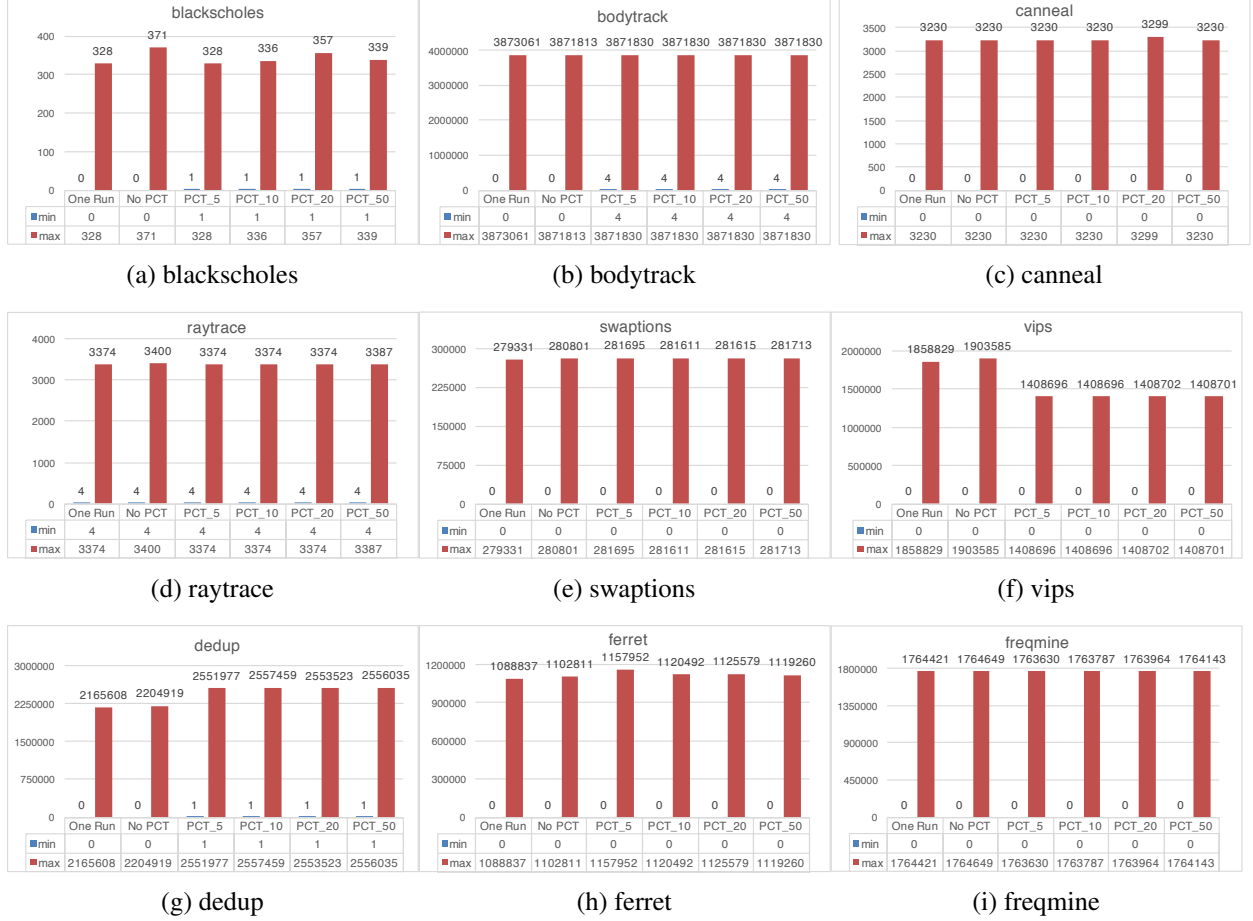 blackscholes
400
300
200
100
0
328 371 328 336 357 339
0 0 1 1 1 1
One Run No PCT PCT_5 PCT_10 PCT_20 PCT_50
min 0 0 1 1 1 1
max 328 371 328 336 357 339
(a) blackscholes
bodytrack
4000000
3000000
2000000
1000000
0
3873061 3871813 3871830 3871830 3871830 3871830
0 0 4 4 4 4
One Run No PCT PCT_5 PCT_10 PCT_20 PCT_50
min 0 0 4 4 4 4
max 3873061 3871813 3871830 3871830 3871830 3871830
(b) bodytrack
canneal
3500
3000
2500
2000
1500
1000
500
0
3230 3230 3230 3230 3299 3230
0 0 0 0 0 0
One Run No PCT PCT_5 PCT_10 PCT_20 PCT_50
min 0 0 0 0 0 0
max 3230 3230 3230 3230 3299 3230
(c) canneal
raytrace
4000
3000
2000
1000
0
3374 3400 3374 3374 3374 3387
4 4 4 4 4 4
One Run No PCT PCT_5 PCT_10 PCT_20 PCT_50
min 4 4 4 4 4 4
max 3374 3400 3374 3374 3374 3387
(d) raytrace
swaptions
300000
225000
150000
75000
0
279331 280801 281695 281611 281615 281713
0 0 0 0 0 0
One Run No PCT PCT_5 PCT_10 PCT_20 PCT_50
min 0 0 0 0 0 0
max 279331 280801 281695 281611 281615 281713
(e) swaptions
vips
2000000
1500000
1000000
500000
0
1858829 1903585 1408696 1408696 1408702 1408701
0 0 0 0 0 0
One Run No PCT PCT_5 PCT_10 PCT_20 PCT_50
min 0 0 0 0 0 0
max 1858829 1903585 1408696 1408696 1408702 1408701
(f) vips
dedup
3000000
2250000
1500000
750000
0
2165608 2204919 2551977 2557459 2553523 2556035
0 0 1 1 1 1
One Run No PCT PCT_5 PCT_10 PCT_20 PCT_50
min 0 0 1 1 1 1
max 2165608 2204919 2551977 2557459 2553523 2556035
(g) dedup
ferret
1200000
900000
600000
300000
0
1088837 1102811 1157952 1120492 1125579 1119260
0 0 0 0 0 0
One Run No PCT PCT_5 PCT_10 PCT_20 PCT_50
min 0 0 0 0 0 0
max 1088837 1102811 1157952 1120492 1125579 1119260
(h) ferret
freqmine
1800000
1350000
900000
450000
0
1764421 1764649 1763630 1763787 1763964 1764143
0 0 0 0 0 0
One Run No PCT PCT_5 PCT_10 PCT_20 PCT_50
min 0 0 0 0 0 0
max 1764421 1764649 1763630 1763787 1763964 1764143
(i) freqmine